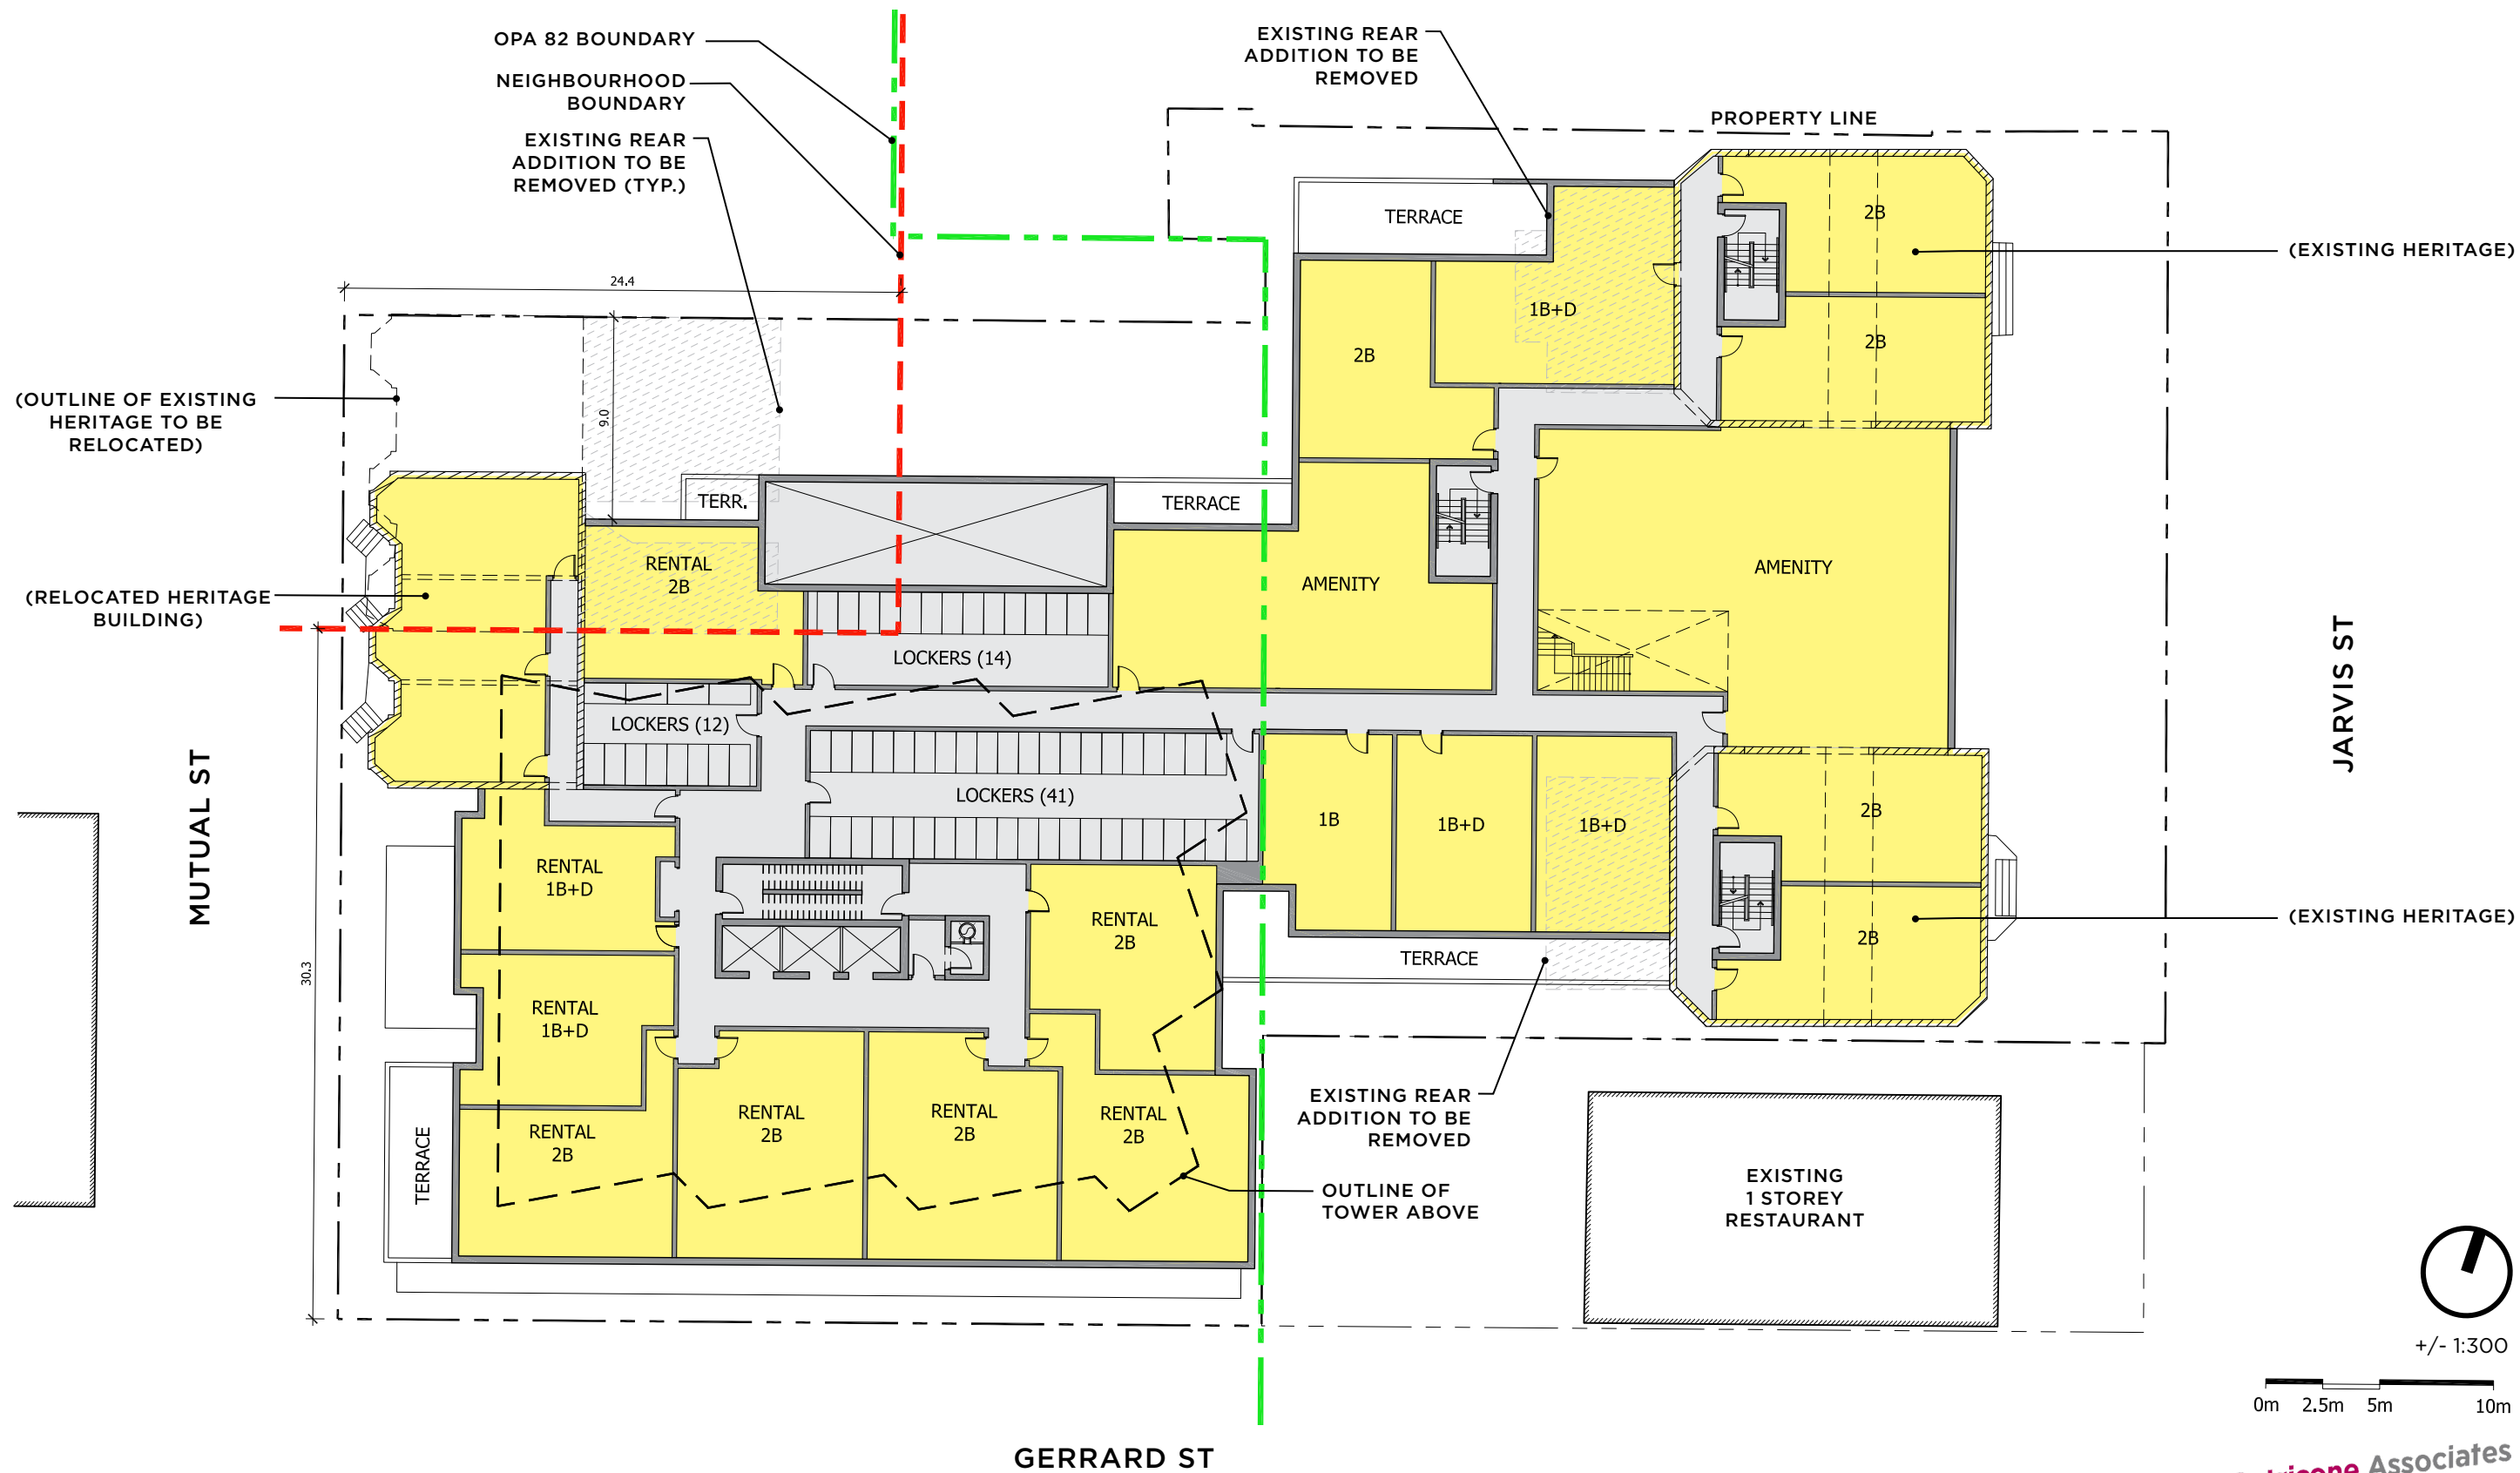 OPA 82 BOUNDARY
NEIGHBOURHOOD
BOUNDARY
EXISTING REAR
ADDITION TO BE
REMOVED (TYP.)
EXISTING REAR
ADDITION TO BE
REMOVED
PROPERTY LINE
TERRACE
2B
(EXISTING HERITAGE)
24.4
1B+D
2B
2B
(OUTLINE OF EXISTING
HERITAGE TO BE
RELOCATED)
9.0
TERR.
TERRACE
RENTAL
2B
AMENITY
AMENITY
(RELOCATED HERITAGE
BUILDING)
LOCKERS (14)
LOCKERS (12)
LOCKERS (41)
MUTUAL ST
JARVIS ST
1B
1B+D
1B+D
2B
RENTAL
1B+D
RENTAL
2B
2B
(EXISTING HERITAGE)
TERRACE
30.3
RENTAL
1B+D
RENTAL
2B
RENTAL
2B
RENTAL
2B
RENTAL
2B
TERRACE
EXISTING REAR
ADDITION TO BE
REMOVED
OUTLINE OF
TOWER ABOVE
EXISTING
1 STOREY
RESTAURANT
+/- 1:300
0m 2.5m 5m 10m
GERRARD ST
Associates